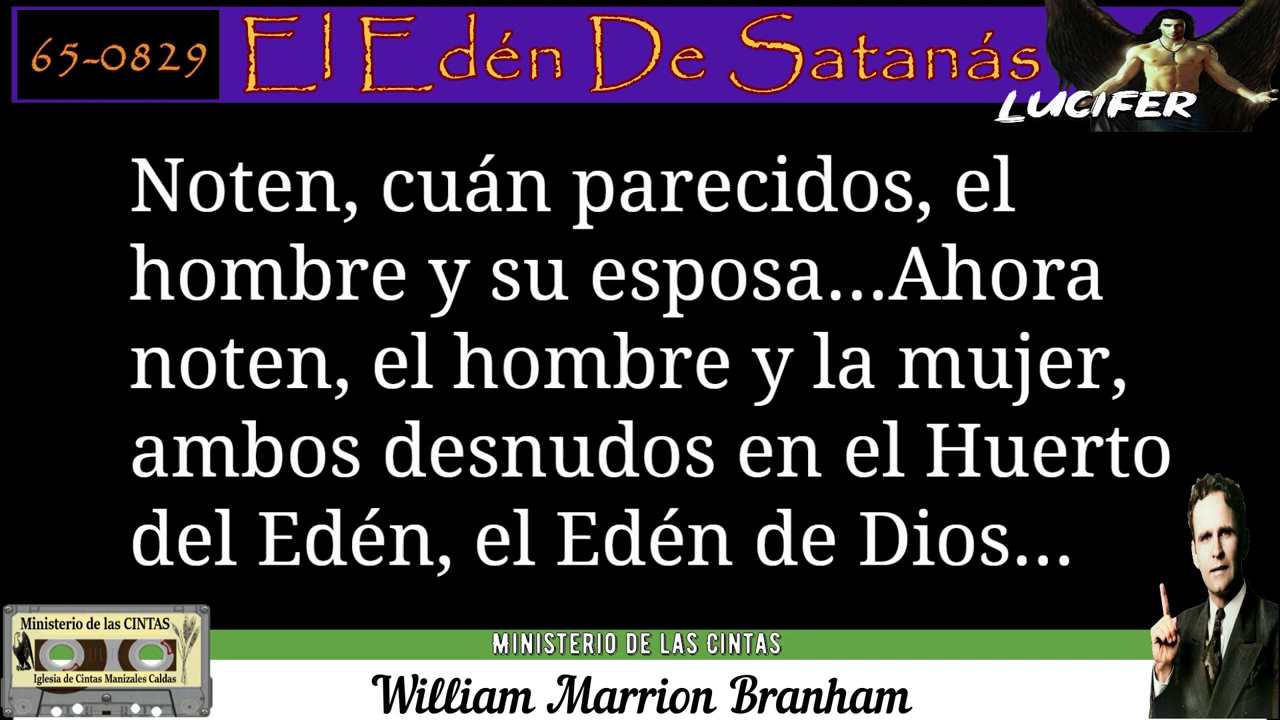 65-0829
El Edén De Satanás
LUCIFER
Noten, cuán parecidos, el
hombre y su esposa...Ahora
noten, el hombre y la mujer,
ambos desnudos en el Huerto
del Edén, el Edén de Dios...
Ministerio de las CINTAS
Iglesia de Cintas Manizales Caldas
MINISTERIO DE LAS CINTAS
William Marrion Branham